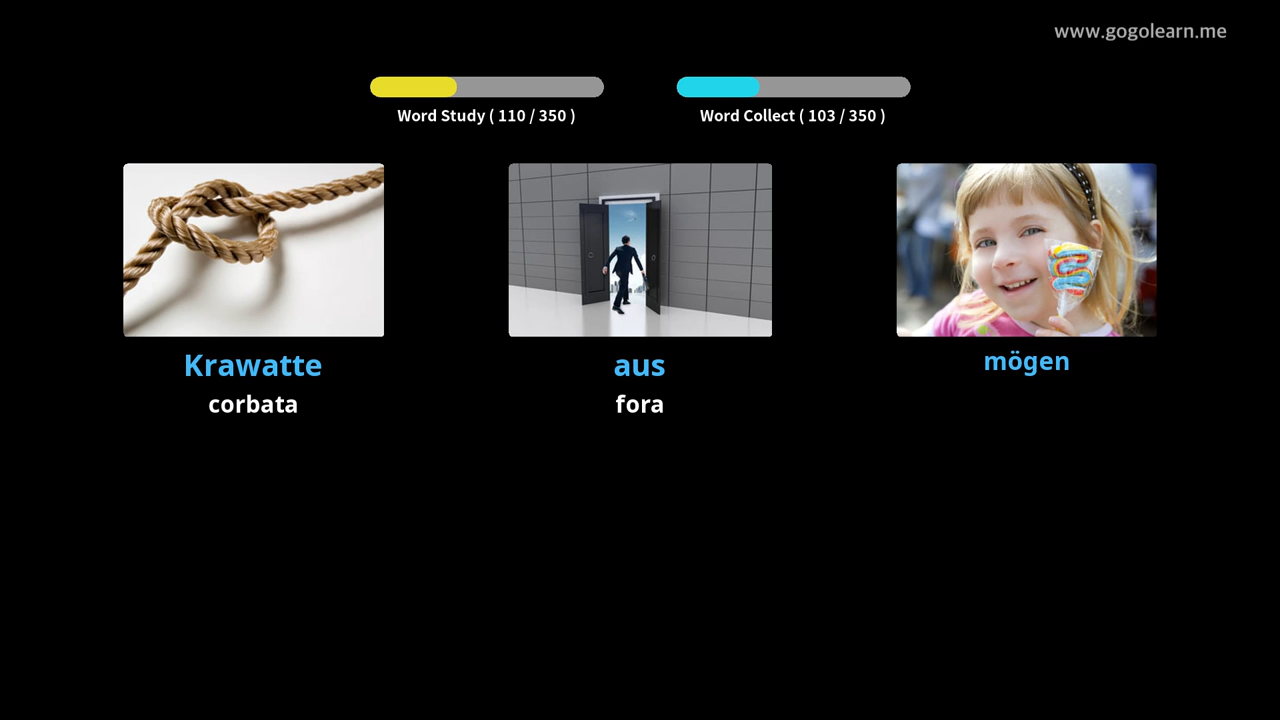 www.gogolearn.me
Word Study ( 110 / 350 )
Word Collect ( 103 / 350 )
Krawatte
corbata
aus
fora
mögen